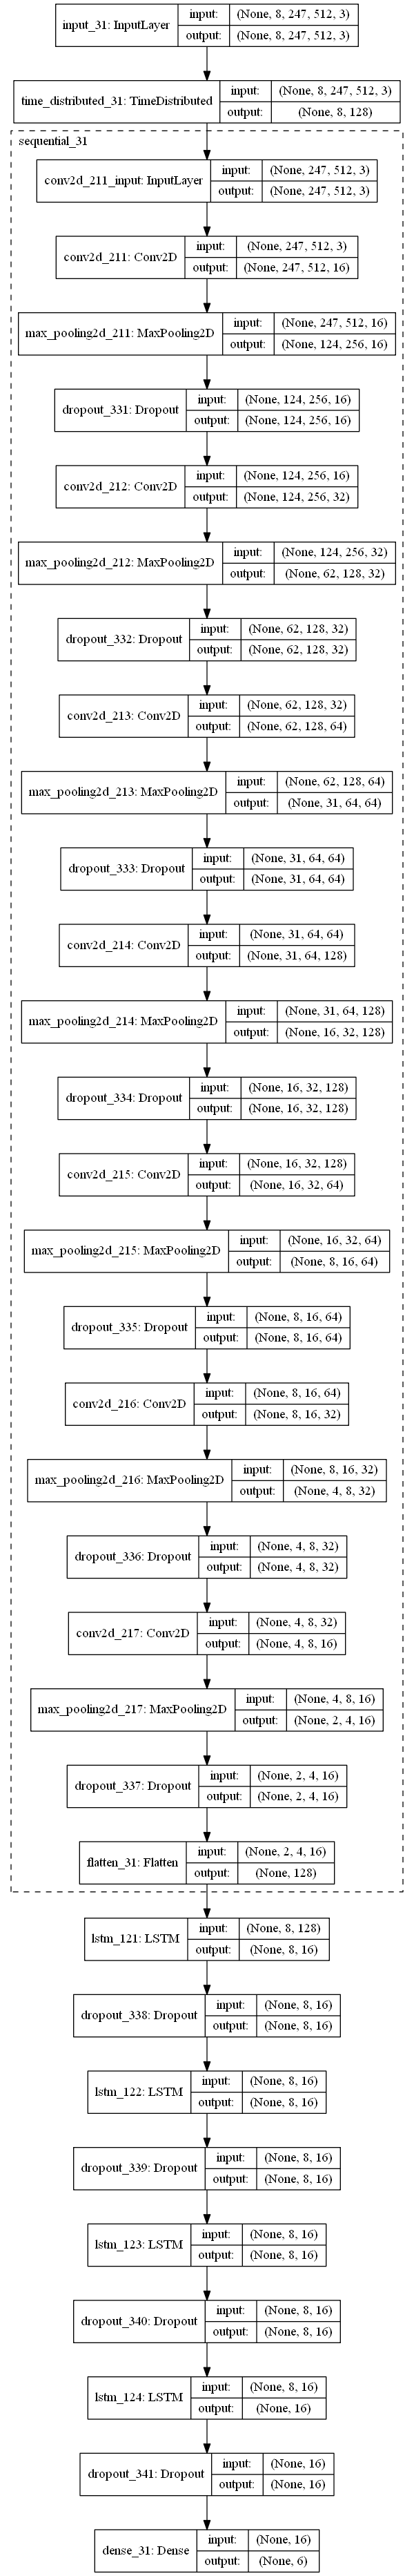 input_31: InputLayer
input: (None, 8, 247, 512, 3)
output: (None, 8, 247, 512, 3)
time_distributed_31: TimeDistributed
input: (None, 8, 247, 512, 3)
output: (None, 8, 128)
sequential_31
conv2d_211_input: InputLayer
input: (None, 247, 512, 3)
output: (None, 247, 512, 3)
conv2d_211: Conv2D
input: (None, 247, 512, 3)
output: (None, 247, 512, 16)
max_pooling2d_211: MaxPooling2D
input: (None, 247, 512, 16)
output: (None, 124, 256, 16)
dropout_331: Dropout
input: (None, 124, 256, 16)
output: (None, 124, 256, 16)
conv2d_212: Conv2D
input: (None, 124, 256, 16)
output: (None, 124, 256, 32)
max_pooling2d_212: MaxPooling2D
input: (None, 124, 256, 32)
output: (None, 62, 128, 32)
dropout_332: Dropout
input: (None, 62, 128, 32)
output: (None, 62, 128, 32)
conv2d_213: Conv2D
input: (None, 62, 128, 32)
output: (None, 62, 128, 64)
max_pooling2d_213: MaxPooling2D
input: (None, 62, 128, 64)
output: (None, 31, 64, 64)
dropout_333: Dropout
input: (None, 31, 64, 64)
output: (None, 31, 64, 64)
conv2d_214: Conv2D
input: (None, 31, 64, 64)
output: (None, 31, 64, 128)
max_pooling2d_214: MaxPooling2D
input: (None, 31, 64, 128)
output: (None, 16, 32, 128)
dropout_334: Dropout
input: (None, 16, 32, 128)
output: (None, 16, 32, 128)
conv2d_215: Conv2D
input: (None, 16, 32, 128)
output: (None, 16, 32, 64)
max_pooling2d_215: MaxPooling2D
input: (None, 16, 32, 64)
output: (None, 8, 16, 64)
dropout_335: Dropout
input: (None, 8, 16, 64)
output: (None, 8, 16, 64)
conv2d_216: Conv2D
input: (None, 8, 16, 64)
output: (None, 8, 16, 32)
max_pooling2d_216: MaxPooling2D
input: (None, 8, 16, 32)
output: (None, 4, 8, 32)
dropout_336: Dropout
input: (None, 4, 8, 32)
output: (None, 4, 8, 32)
conv2d_217: Conv2D
input: (None, 4, 8, 32)
output: (None, 4, 8, 16)
max_pooling2d_217: MaxPooling2D
input: (None, 4, 8, 16)
output: (None, 2, 4, 16)
dropout_337: Dropout
input: (None, 2, 4, 16)
output: (None, 2, 4, 16)
flatten_31: Flatten
input: (None, 2, 4, 16)
output: (None, 128)
lstm_121: LSTM
input: (None, 8, 128)
output: (None, 8, 16)
dropout_338: Dropout
input: (None, 8, 16)
output: (None, 8, 16)
lstm_122: LSTM
input: (None, 8, 16)
output: (None, 8, 16)
dropout_339: Dropout
input: (None, 8, 16)
output: (None, 8, 16)
lstm_123: LSTM
input: (None, 8, 16)
output: (None, 8, 16)
dropout_340: Dropout
input: (None, 8, 16)
output: (None, 8, 16)
lstm_124: LSTM
input: (None, 8, 16)
output: (None, 16)
dropout_341: Dropout
input: (None, 16)
output: (None, 16)
dense_31: Dense
input: (None, 16)
output: (None, 6)